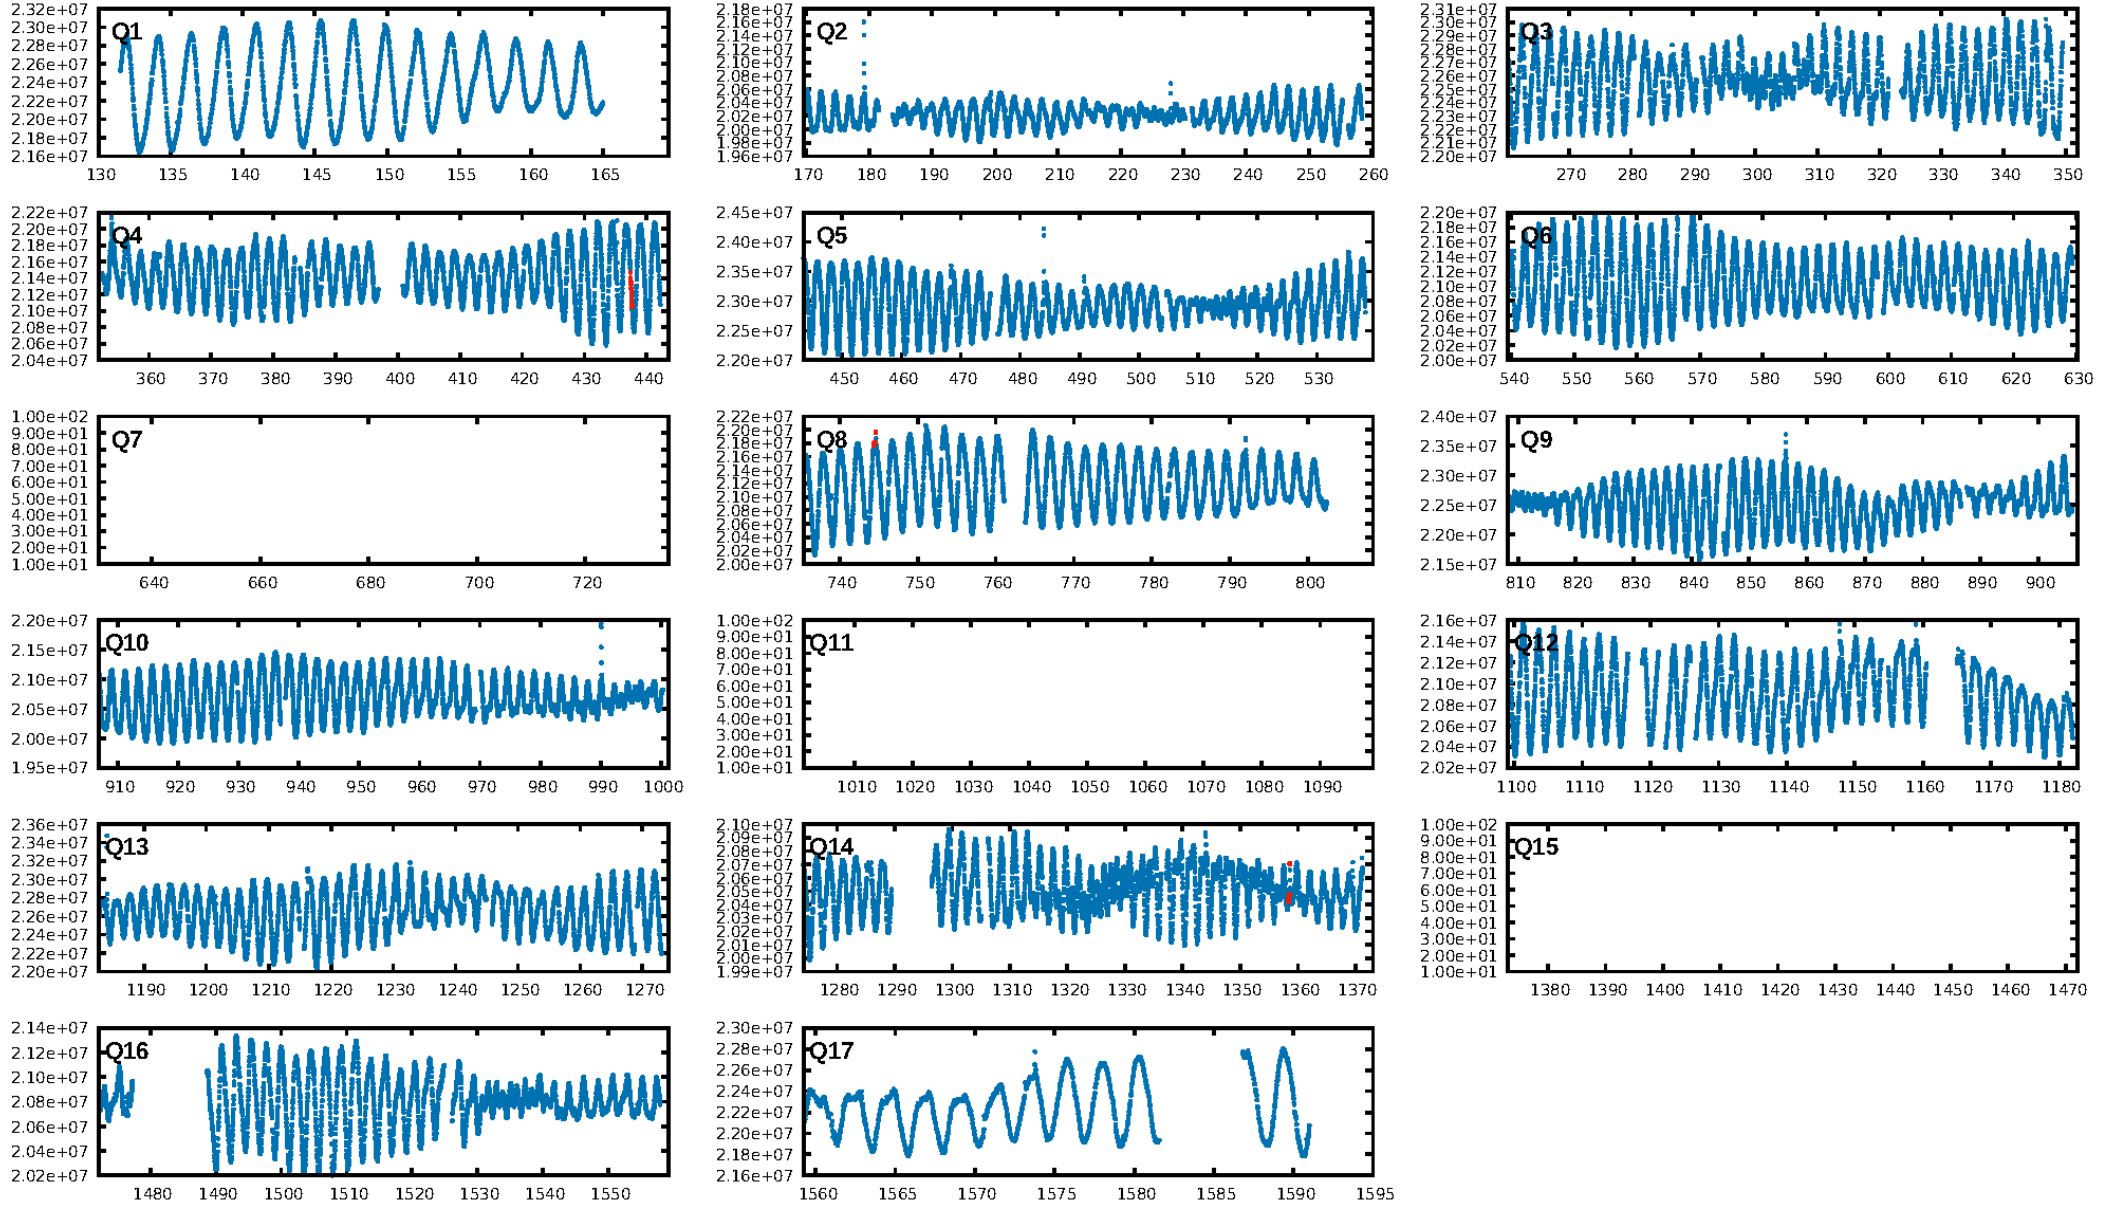 Q1
2.32e+07
2.30e+07
2.28e+07
2.26e+07
2.24e+07
2.22e+07
2.20e+07
2.18e+07
2.16e+07
130 135 140 145 150 155 160 165
Q2
2.18e+07
2.16e+07
2.14e+07
2.12e+07
2.10e+07
2.08e+07
2.06e+07
2.04e+07
2.02e+07
2.00e+07
1.98e+07
1.96e+07
170 180 190 200 210 220 230 240 250 260
Q3
2.31e+07
2.30e+07
2.29e+07
2.28e+07
2.27e+07
2.26e+07
2.25e+07
2.24e+07
2.23e+07
2.22e+07
2.21e+07
2.20e+07
270 280 290 300 310 320 330 340 350
Q4
2.22e+07
2.20e+07
2.18e+07
2.16e+07
2.14e+07
2.12e+07
2.10e+07
2.08e+07
2.06e+07
2.04e+07
360 370 380 390 400 410 420 430 440
Q5
2.45e+07
2.40e+07
2.35e+07
2.30e+07
2.25e+07
2.20e+07
450 460 470 480 490 500 510 520 530
Q6
2.20e+07
2.18e+07
2.16e+07
2.14e+07
2.12e+07
2.10e+07
2.08e+07
2.06e+07
2.04e+07
2.02e+07
2.00e+07
540 550 560 570 580 590 600 610 620 630
Q7
1.00e+02
9.00e+01
8.00e+01
7.00e+01
6.00e+01
5.00e+01
4.00e+01
3.00e+01
2.00e+01
1.00e+01
640 660 680 700 720
Q8
2.22e+07
2.20e+07
2.18e+07
2.16e+07
2.14e+07
2.12e+07
2.10e+07
2.08e+07
2.06e+07
2.04e+07
2.02e+07
2.00e+07
740 750 760 770 780 790 800
Q9
2.40e+07
2.35e+07
2.30e+07
2.25e+07
2.20e+07
2.15e+07
810 820 830 840 850 860 870 880 890 900
Q10
2.20e+07
2.15e+07
2.10e+07
2.05e+07
2.00e+07
1.95e+07
910 920 930 940 950 960 970 980 990 1000
Q11
1.00e+02
9.00e+01
8.00e+01
7.00e+01
6.00e+01
5.00e+01
4.00e+01
3.00e+01
2.00e+01
1.00e+01
1010 1020 1030 1040 1050 1060 1070 1080 1090
Q12
2.16e+07
2.14e+07
2.12e+07
2.10e+07
2.08e+07
2.06e+07
2.04e+07
2.02e+07
1100 1110 1120 1130 1140 1150 1160 1170 1180
Q13
2.36e+07
2.34e+07
2.32e+07
2.30e+07
2.28e+07
2.26e+07
2.24e+07
2.22e+07
2.20e+07
1190 1200 1210 1220 1230 1240 1250 1260 1270
Q14
2.10e+07
2.09e+07
2.08e+07
2.07e+07
2.06e+07
2.05e+07
2.04e+07
2.03e+07
2.02e+07
2.01e+07
2.00e+07
1.99e+07
1280 1290 1300 1310 1320 1330 1340 1350 1360 1370
Q15
1.00e+02
9.00e+01
8.00e+01
7.00e+01
6.00e+01
5.00e+01
4.00e+01
3.00e+01
2.00e+01
1.00e+01
1380 1390 1400 1410 1420 1430 1440 1450 1460 1470
Q16
2.14e+07
2.12e+07
2.10e+07
2.08e+07
2.06e+07
2.04e+07
2.02e+07
1480 1490 1500 1510 1520 1530 1540 1550
Q17
2.30e+07
2.28e+07
2.26e+07
2.24e+07
2.22e+07
2.20e+07
2.18e+07
2.16e+07
1560 1565 1570 1575 1580 1585 1590 1595